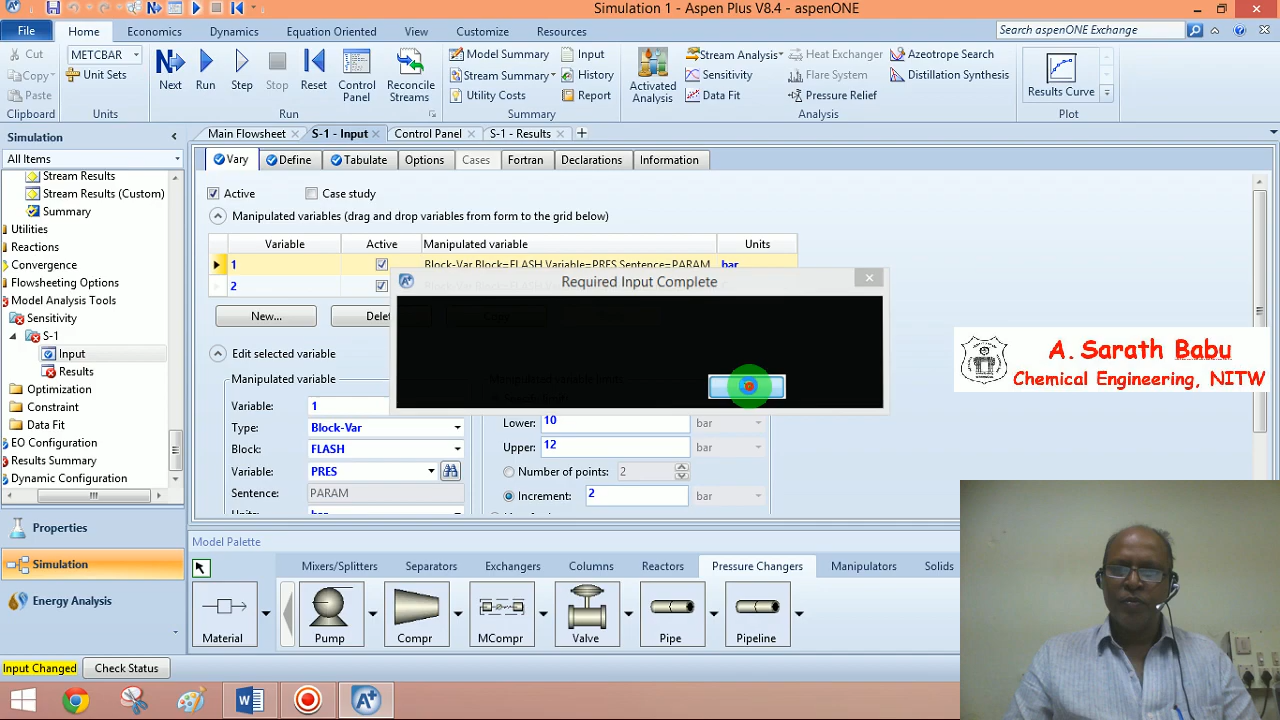 Simulation 1 - Aspen Plus V8.4 - aspenONE
File Home Economics Dynamics Equation Oriented View Customize Resources Search aspenONE Exchange
Cut METCBAR Next Run Step Stop Reset Control Panel Reconcile Streams Model Summary Input Activated Analysis Stream Analysis Heat Exchanger Azeotrope Search Results Curve
Copy Unit Sets Stream Summary History Sensitivity Flare System Distillation Synthesis
Paste Utility Costs Report Data Fit Pressure Relief
Clipboard Units Run Summary Analysis Plot
Simulation Main Flowsheet S-1 - Input Control Panel S-1 - Results
All Items Vary Define Tabulate Options Cases Fortran Declarations Information
Stream Results
Stream Results (Custom) Active Case study
Summary Manipulated variables (drag and drop variables from form to the grid below)
Utilities
Reactions Variable Active Manipulated variable Units
Convergence 1 Block-Var Block=FLASH Variable=PRES Sentence=PARAM bar
Flowsheeting Options 2 Required Input Complete
Model Analysis Tools
Sensitivity New...
S-1
Input Edit selected variable
Results Manipulated variable Manipulated variable limits
Optimization
Constraint Variable: 1
Data Fit Type: Block-Var Lower: 10 bar
EO Configuration Block: FLASH Upper: 12 bar
Results Summary Variable: PRES Number of points: 2
Dynamic Configuration Sentence: PARAM Increment: 2 bar
Properties
Model Palette
Simulation Mixers/Splitters Separators Exchangers Columns Reactors Pressure Changers Manipulators Solids
Energy Analysis
Material Pump Compr MCompr Valve Pipe Pipeline
Input Changed Check Status
A. Sarath Babu
Chemical Engineering, NITW